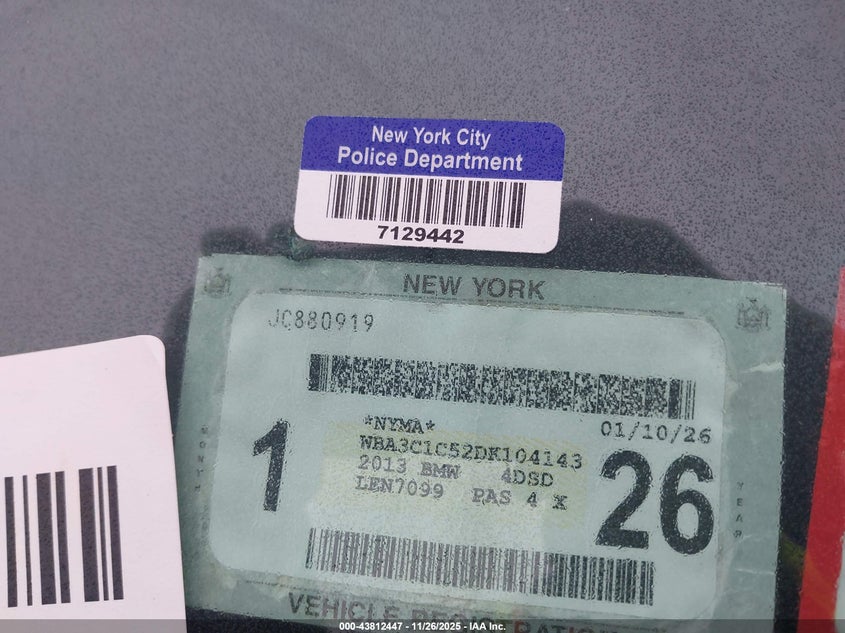 New York City
Police Department
7129442
NEW YORK
JC880919
*NYMA*
01/10/26
WBA3C1C52DK104143
2013 BMW 4DSD
LEN7099 PAS 4 X
1
26
YEAR
VEHICLE
000-43812447 - 11/26/2025 - IAA Inc.